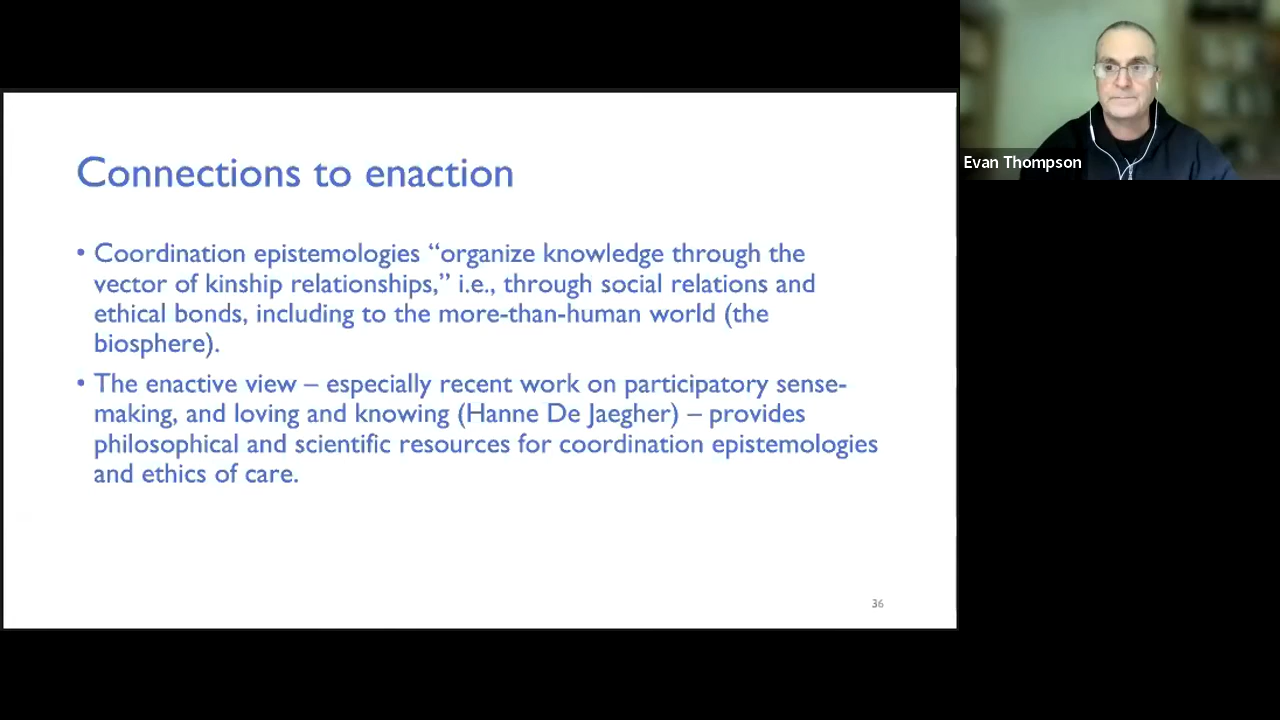 Connections to enaction
• Coordination epistemologies “organize knowledge through the
vector of kinship relationships,” i.e., through social relations and
ethical bonds, including to the more-than-human world (the
biosphere).
• The enactive view – especially recent work on participatory sense-
making, and loving and knowing (Hanne De Jaegher) – provides
philosophical and scientific resources for coordination epistemologies
and ethics of care.
36
Evan Thompson